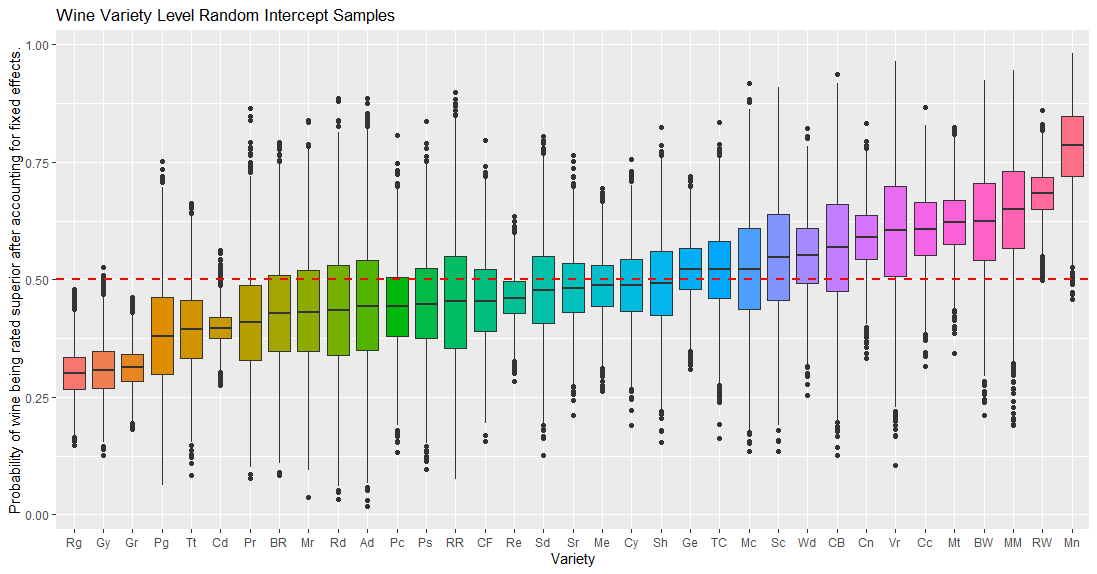 Wine Variety Level Random Intercept Samples
Probability of wine being rated superior after accounting for fixed effects.
1.00
0.75
0.50
0.25
0.00
Rg Gy Gr Pg Tt Cd Pr BR Mr Rd Ad Pc Ps RR CF Re Sd Sr Me Cy Sh Ge TC Mc Sc Wd CB Cn Vr Cc Mt BW MM RW Mn
Variety